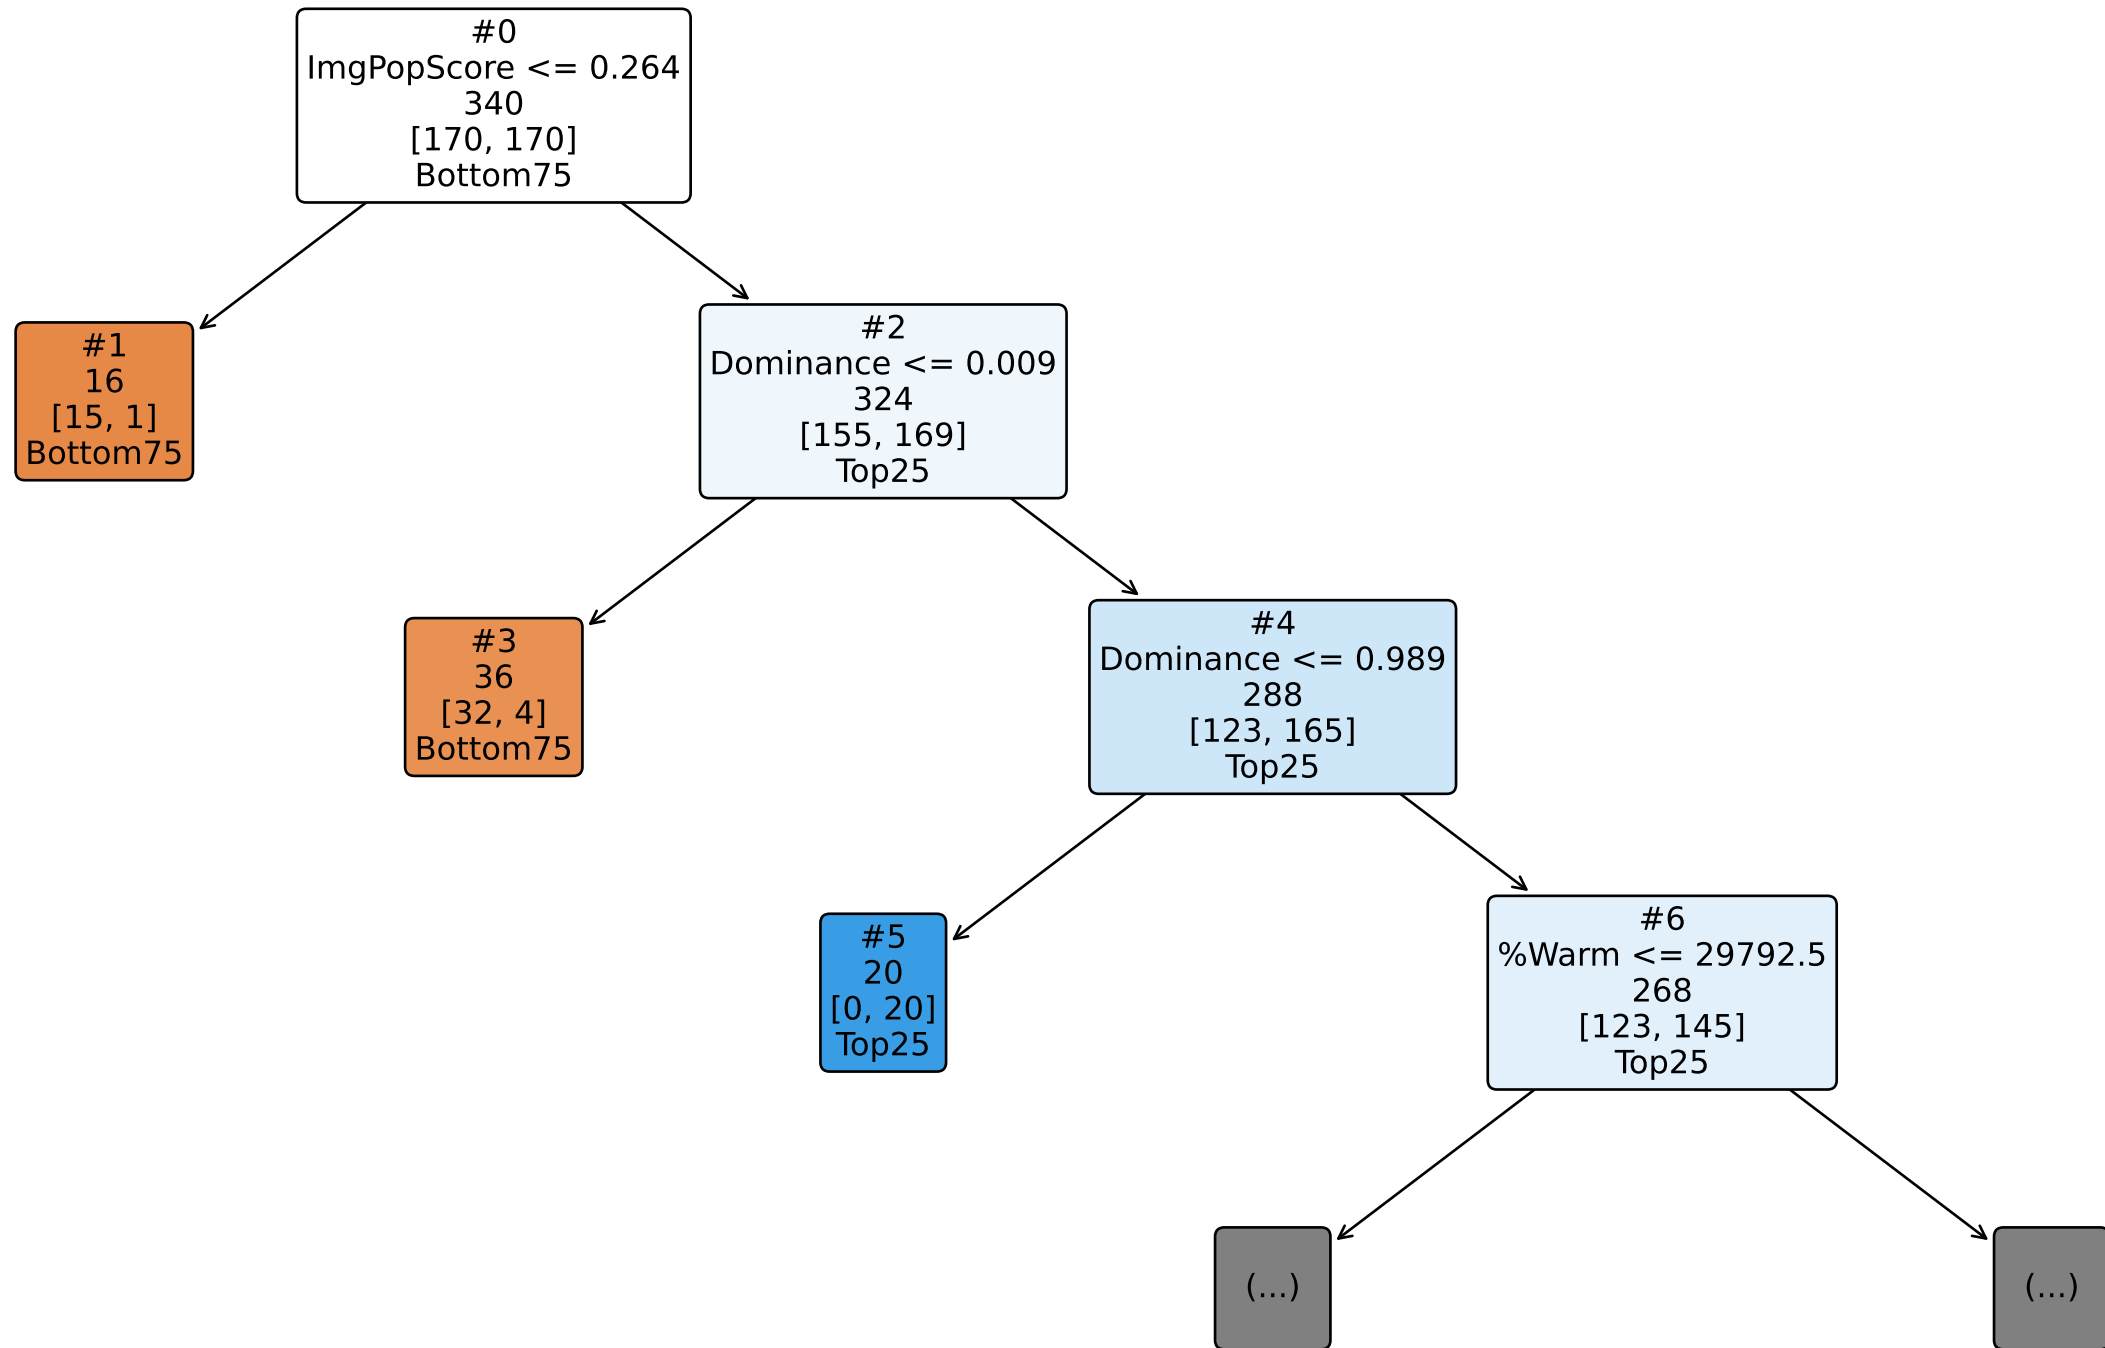 #0
ImgPopScore <= 0.264
340
[170, 170]
Bottom75
#1
16
[15, 1]
Bottom75
#2
Dominance <= 0.009
324
[155, 169]
Top25
#3
36
[32, 4]
Bottom75
#4
Dominance <= 0.989
288
[123, 165]
Top25
#5
20
[0, 20]
Top25
#6
%Warm <= 29792.5
268
[123, 145]
Top25
(...)
(...)